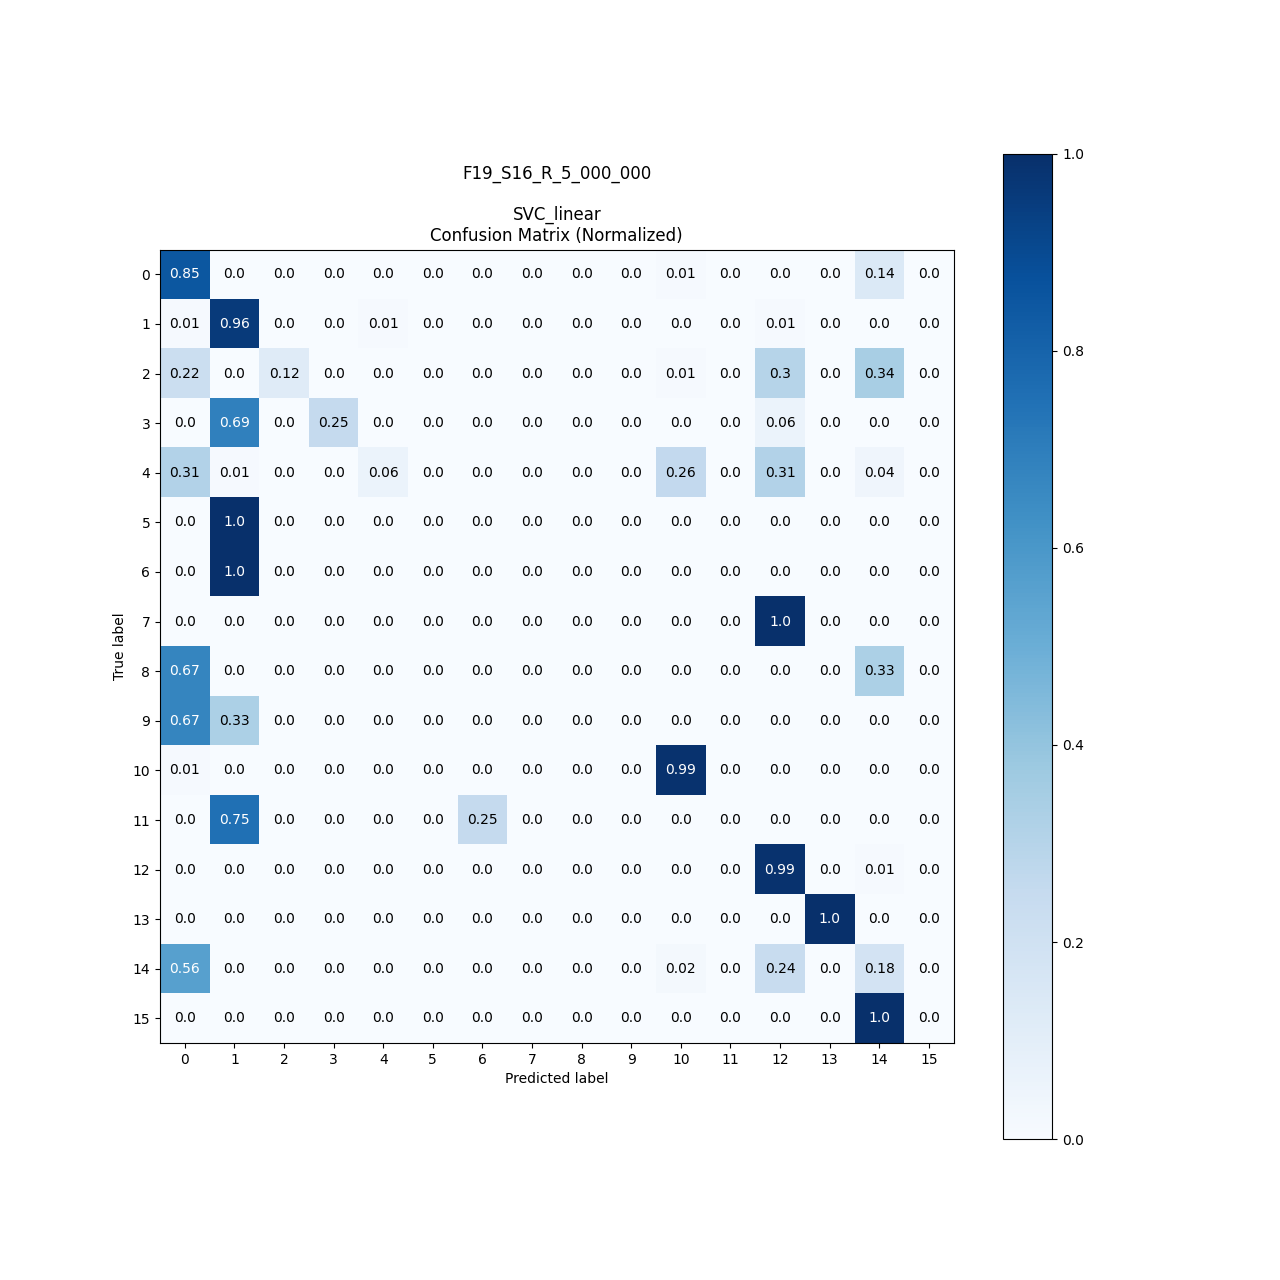 F19_S16_R_5_000_000
SVC_linear
Confusion Matrix (Normalized)
1.0
0 0.85 0.0 0.0 0.0 0.0 0.0 0.0 0.0 0.0 0.0 0.01 0.0 0.0 0.0 0.14 0.0
1 0.01 0.96 0.0 0.0 0.01 0.0 0.0 0.0 0.0 0.0 0.0 0.0 0.01 0.0 0.0 0.0
0.8
2 0.22 0.0 0.12 0.0 0.0 0.0 0.0 0.0 0.0 0.0 0.01 0.0 0.3 0.0 0.34 0.0
3 0.0 0.69 0.0 0.25 0.0 0.0 0.0 0.0 0.0 0.0 0.0 0.0 0.06 0.0 0.0 0.0
4 0.31 0.01 0.0 0.0 0.06 0.0 0.0 0.0 0.0 0.0 0.26 0.0 0.31 0.0 0.04 0.0
5 0.0 1.0 0.0 0.0 0.0 0.0 0.0 0.0 0.0 0.0 0.0 0.0 0.0 0.0 0.0 0.0
0.6
6 0.0 1.0 0.0 0.0 0.0 0.0 0.0 0.0 0.0 0.0 0.0 0.0 0.0 0.0 0.0 0.0
7 0.0 0.0 0.0 0.0 0.0 0.0 0.0 0.0 0.0 0.0 0.0 0.0 1.0 0.0 0.0 0.0
True label
8 0.67 0.0 0.0 0.0 0.0 0.0 0.0 0.0 0.0 0.0 0.0 0.0 0.0 0.0 0.33 0.0
9 0.67 0.33 0.0 0.0 0.0 0.0 0.0 0.0 0.0 0.0 0.0 0.0 0.0 0.0 0.0 0.0
0.4
10 0.01 0.0 0.0 0.0 0.0 0.0 0.0 0.0 0.0 0.0 0.99 0.0 0.0 0.0 0.0 0.0
11 0.0 0.75 0.0 0.0 0.0 0.0 0.25 0.0 0.0 0.0 0.0 0.0 0.0 0.0 0.0 0.0
12 0.0 0.0 0.0 0.0 0.0 0.0 0.0 0.0 0.0 0.0 0.0 0.0 0.99 0.0 0.01 0.0
13 0.0 0.0 0.0 0.0 0.0 0.0 0.0 0.0 0.0 0.0 0.0 0.0 0.0 1.0 0.0 0.0
0.2
14 0.56 0.0 0.0 0.0 0.0 0.0 0.0 0.0 0.0 0.0 0.02 0.0 0.24 0.0 0.18 0.0
15 0.0 0.0 0.0 0.0 0.0 0.0 0.0 0.0 0.0 0.0 0.0 0.0 0.0 0.0 1.0 0.0
0 1 2 3 4 5 6 7 8 9 10 11 12 13 14 15
Predicted label
0.0